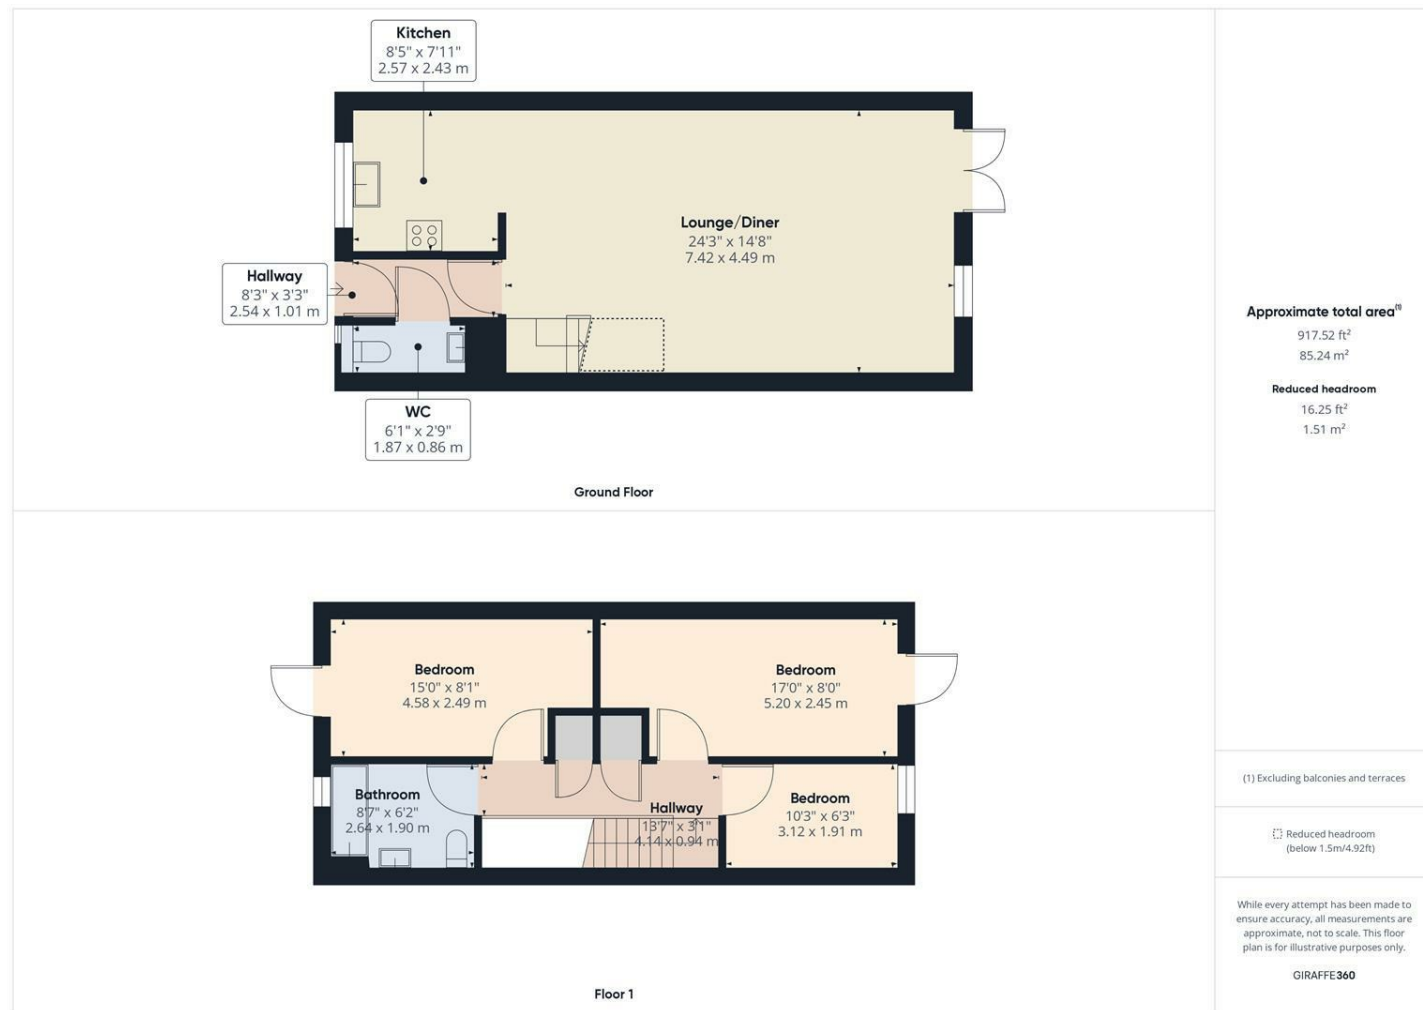 Kitchen
8'5" x 7'11"
2.57 x 2.43 m
Lounge/Diner
24'3" x 14'8"
7.42 x 4.49 m
Hallway
8'3" x 3'3"
2.54 x 1.01 m
WC
6'1" x 2'9"
1.87 x 0.86 m
Ground Floor
Bedroom
15'0" x 8'1"
4.58 x 2.49 m
Bedroom
17'0" x 8'0"
5.20 x 2.45 m
Bathroom
8'7" x 6'2"
2.64 x 1.90 m
Hallway
13'7" x 3'1"
4.14 x 0.94 m
Bedroom
10'3" x 6'3"
3.12 x 1.91 m
Floor 1
Approximate total area⁽¹⁾
917.52 ft²
85.24 m²
Reduced headroom
16.25 ft²
1.51 m²
(1) Excluding balconies and terraces
Reduced headroom
(below 1.5m/4.92ft)
While every attempt has been made to
ensure accuracy, all measurements are
approximate, not to scale. This floor
plan is for illustrative purposes only.
GIRAFFE360